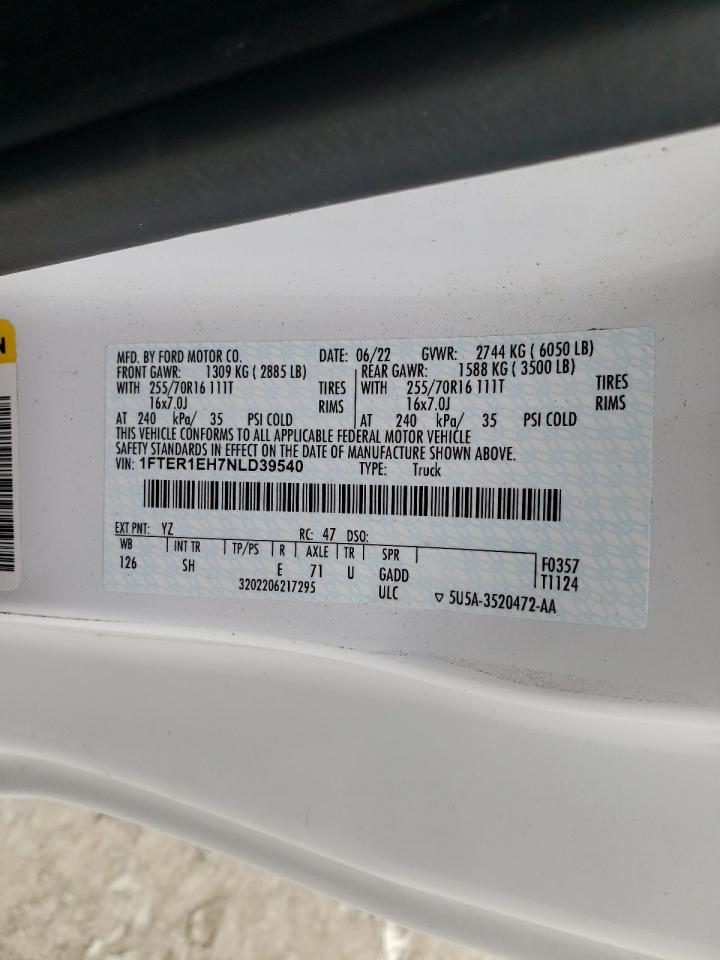 N
MFD. BY FORD MOTOR CO. DATE: 06/22 GVWR: 2744 KG ( 6050 LB)
FRONT GAWR: 1309 KG ( 2885 LB) REAR GAWR: 1588 KG ( 3500 LB)
WITH 255/70R16 111T TIRES WITH 255/70R16 111T TIRES
16x7.0J RIMS 16x7.0J RIMS
AT 240 kPa/ 35 PSI COLD AT 240 kPa/ 35 PSI COLD
THIS VEHICLE CONFORMS TO ALL APPLICABLE FEDERAL MOTOR VEHICLE
SAFETY STANDARDS IN EFFECT ON THE DATE OF MANUFACTURE SHOWN ABOVE.
VIN: 1FTER1EH7NLD39540 TYPE: Truck
EXT PNT: YZ RC: 47 DSO:
WB INT TR TP/PS R AXLE TR SPR F0357
126 SH E 71 U GADD T1124
3202206217295 ULC ▽ 5U5A-3520472-AA